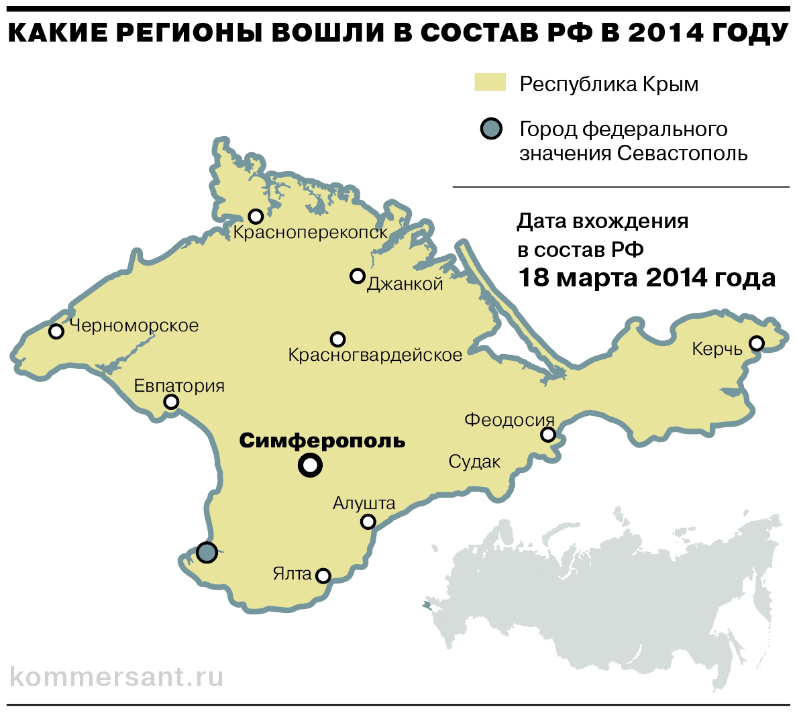 КАКИЕ РЕГИОНЫ ВОШЛИ В СОСТАВ РФ В 2014 ГОДУ
Республика Крым
Город федерального
значения Севастополь
Дата вхождения
в состав РФ
18 марта 2014 года
Красноперекопск
Джанкой
Черноморское
Красногвардейское
Керчь
Евпатория
Феодосия
Симферополь
Судак
Алушта
Ялта
kommersant.ru